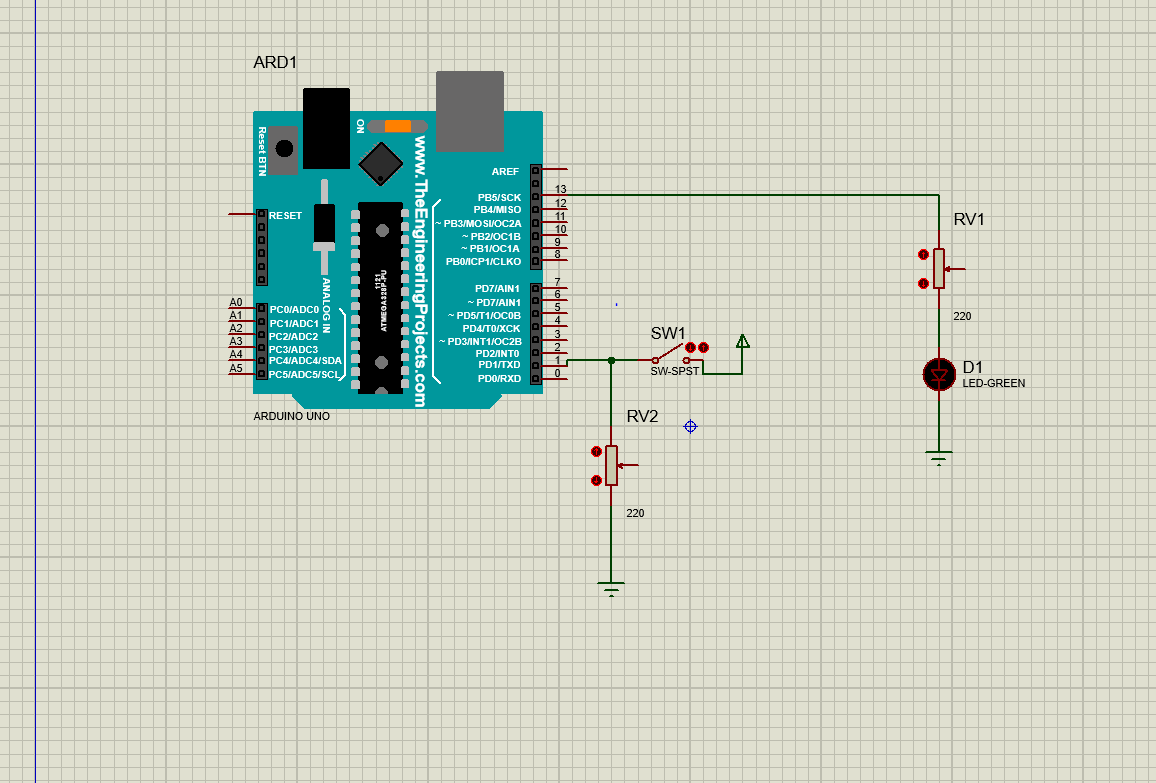 ARD1
Reset BTN
ON
www.TheEngineeringProjects.com
AREF
PB5/SCK 13
PB4/MISO 12
~ PB3/MOSI/OC2A 11
~ PB2/OC1B 10
~ PB1/OC1A 9
PB0/ICP1/CLKO 8
RESET
1121
ATMEGA328P-PU
ANALOG IN
PD7/AIN1 7
~ PD7/AIN1 6
~ PD5/T1/OC0B 5
PD4/T0/XCK 4
~ PD3/INT1/OC2B 3
PD2/INT0 2
PD1/TXD 1
PD0/RXD 0
A0 PC0/ADC0
A1 PC1/ADC1
A2 PC2/ADC2
A3 PC3/ADC3
A4 PC4/ADC4/SDA
A5 PC5/ADC5/SCL
ARDUINO UNO
RV1
220
SW1
SW-SPST
D1
LED-GREEN
RV2
220